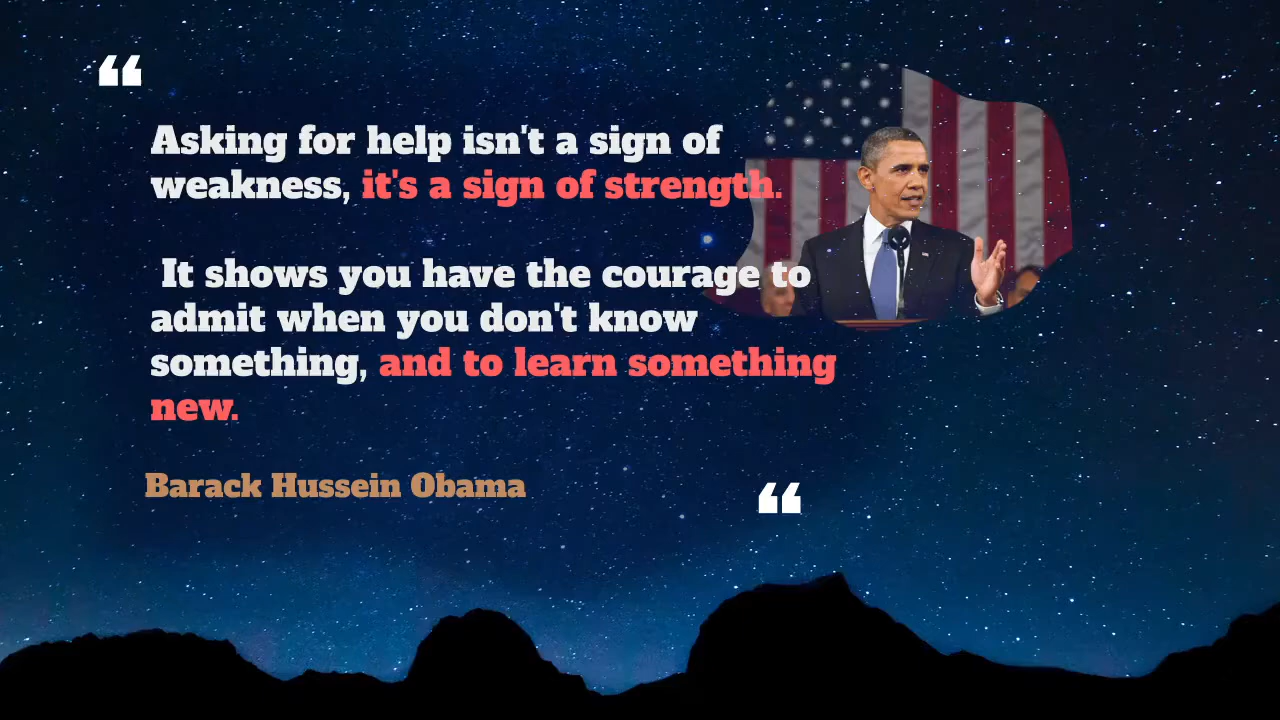 ❝
Asking for help isn't a sign of
weakness, it's a sign of strength.
It shows you have the courage to
admit when you don't know
something, and to learn something
new.
Barack Hussein Obama
❝